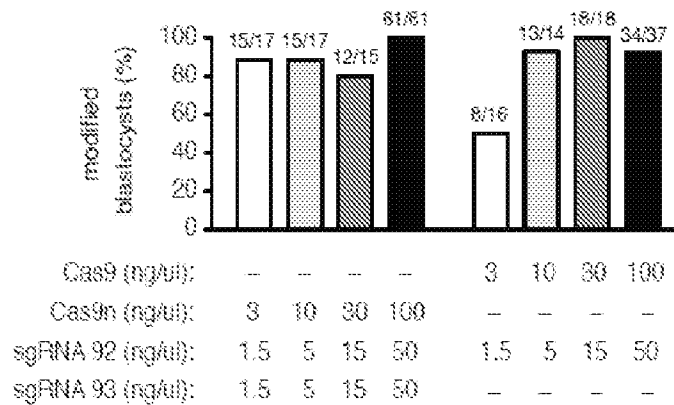 61/61 18/18
100 15/17 15/17 13/14 34/37
12/15
80
modified blastocysts (%)
60
8/16
40
20
0
Cas9 (ng/ul): – – – – 3 10 30 100
Cas9n (ng/ul): 3 10 30 100 – – – –
sgRNA 92 (ng/ul): 1.5 5 15 50 1.5 5 15 50
sgRNA 93 (ng/ul): 1.5 5 15 50 – – – –